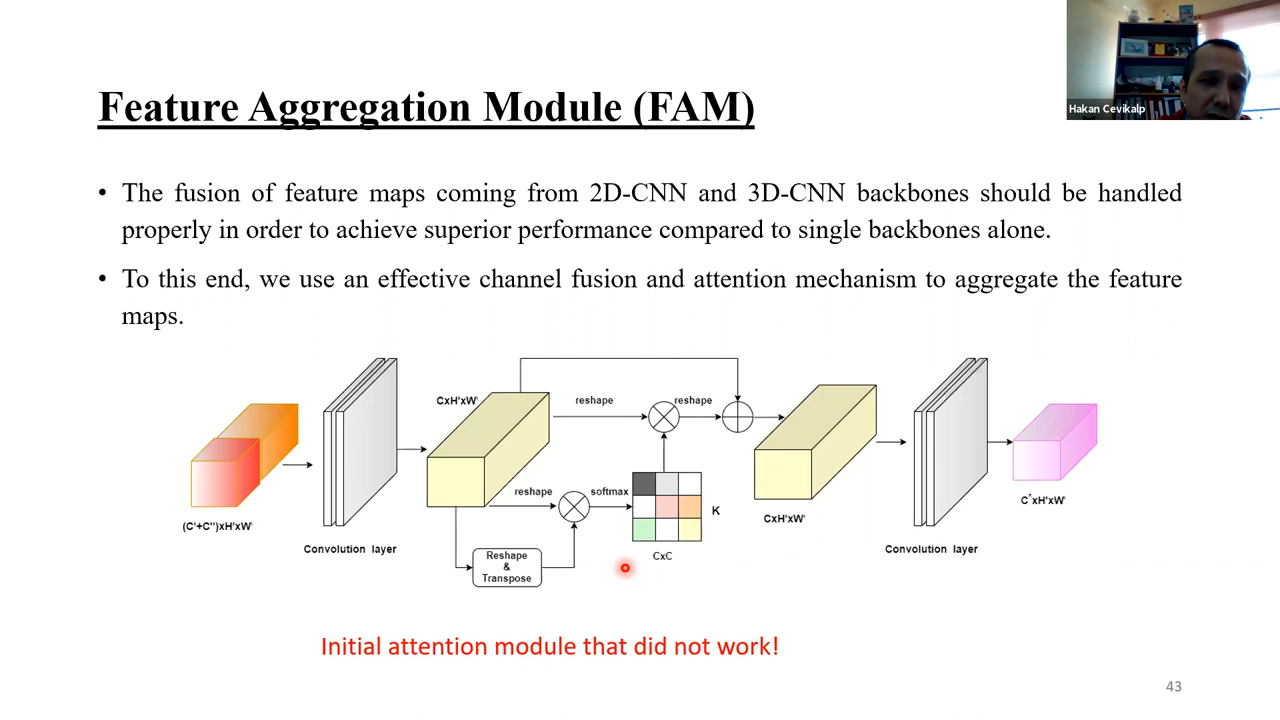 Hakan Cevikalp
Feature Aggregation Module (FAM)
• The fusion of feature maps coming from 2D-CNN and 3D-CNN backbones should be handled
properly in order to achieve superior performance compared to single backbones alone.
• To this end, we use an effective channel fusion and attention mechanism to aggregate the feature
maps.
CxH'xW'
reshape
reshape
reshape
softmax
K
(C'+C'')xH'xW'
CxH'xW'
C*xH'xW'
Convolution layer
Reshape
&
Transpose
CxC
Convolution layer
Initial attention module that did not work!
43